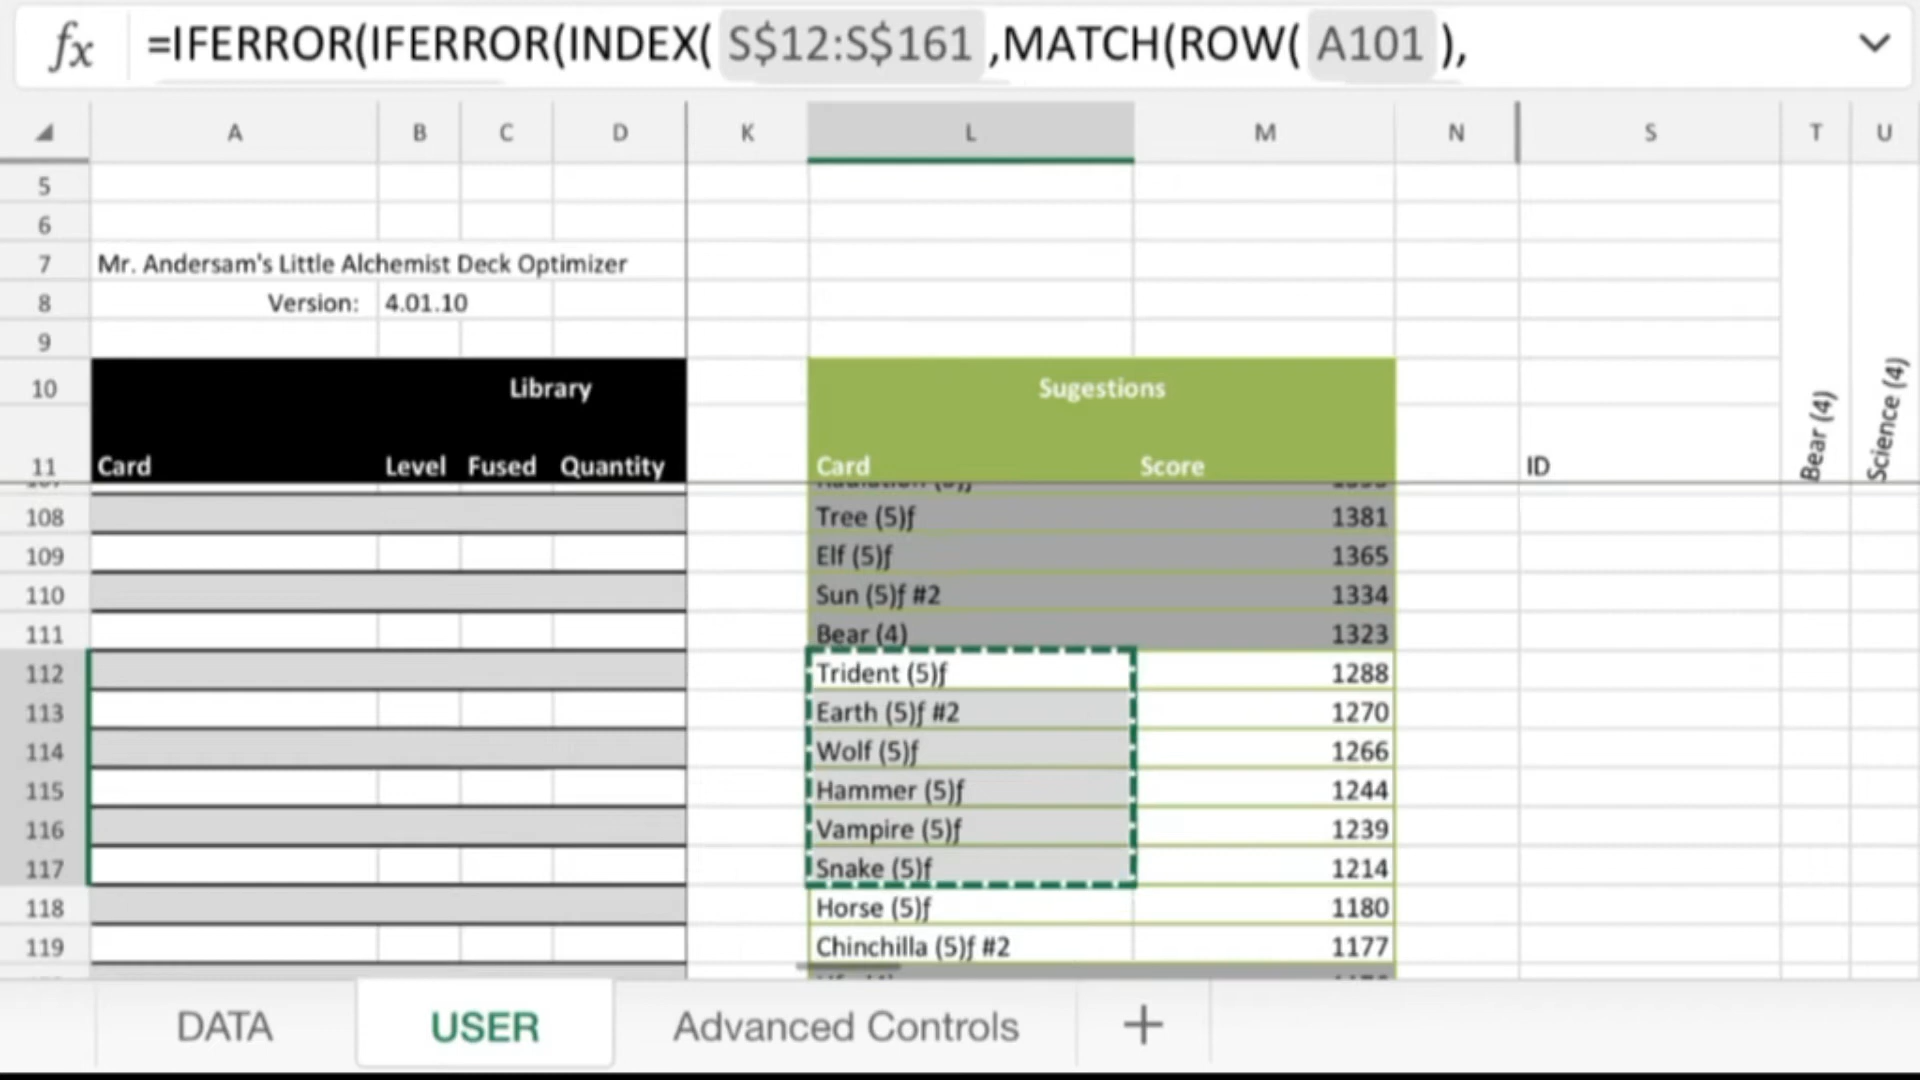 fx =IFERROR(IFERROR(INDEX( S$12:S$161 ,MATCH(ROW( A101 ),
A B C D K L M N S T U
5
6
7 Mr. Andersam's Little Alchemist Deck Optimizer
8 Version: 4.01.10
9
10 Library Sugestions
11 Card Level Fused Quantity Card Score ID Bear (4) Science (4)
108 Tree (5)ƒ 1381
109 Elf (5)ƒ 1365
110 Sun (5)ƒ #2 1334
111 Bear (4) 1323
112 Trident (5)ƒ 1288
113 Earth (5)ƒ #2 1270
114 Wolf (5)ƒ 1266
115 Hammer (5)ƒ 1244
116 Vampire (5)ƒ 1239
117 Snake (5)ƒ 1214
118 Horse (5)ƒ 1180
119 Chinchilla (5)ƒ #2 1177
DATA USER Advanced Controls +